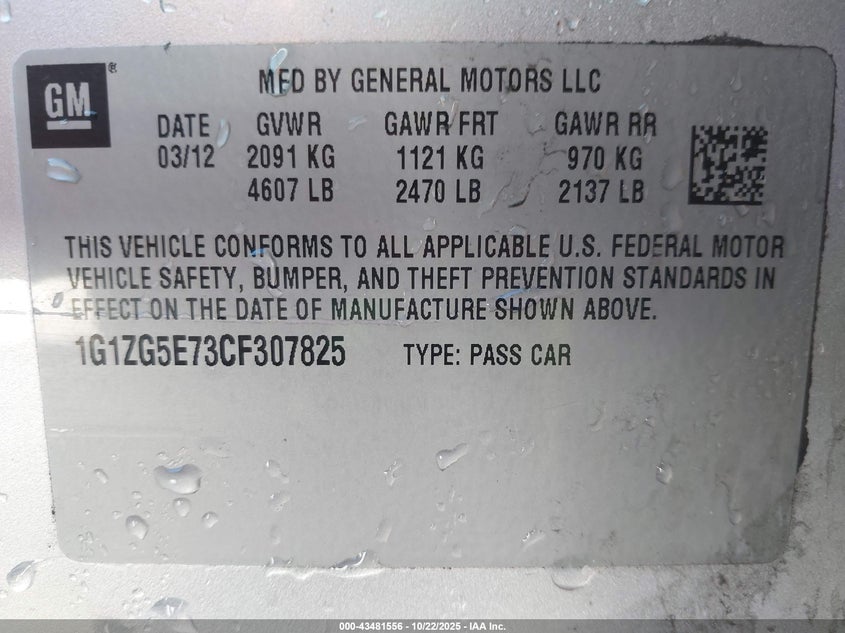 GM®
MFD BY GENERAL MOTORS LLC
DATE GVWR GAWR FRT GAWR RR
03/12 2091 KG 1121 KG 970 KG
4607 LB 2470 LB 2137 LB
THIS VEHICLE CONFORMS TO ALL APPLICABLE U.S. FEDERAL MOTOR
VEHICLE SAFETY, BUMPER, AND THEFT PREVENTION STANDARDS IN
EFFECT ON THE DATE OF MANUFACTURE SHOWN ABOVE.
1G1ZG5E73CF307825 TYPE: PASS CAR
000-43481556 - 10/22/2025 - IAA Inc.